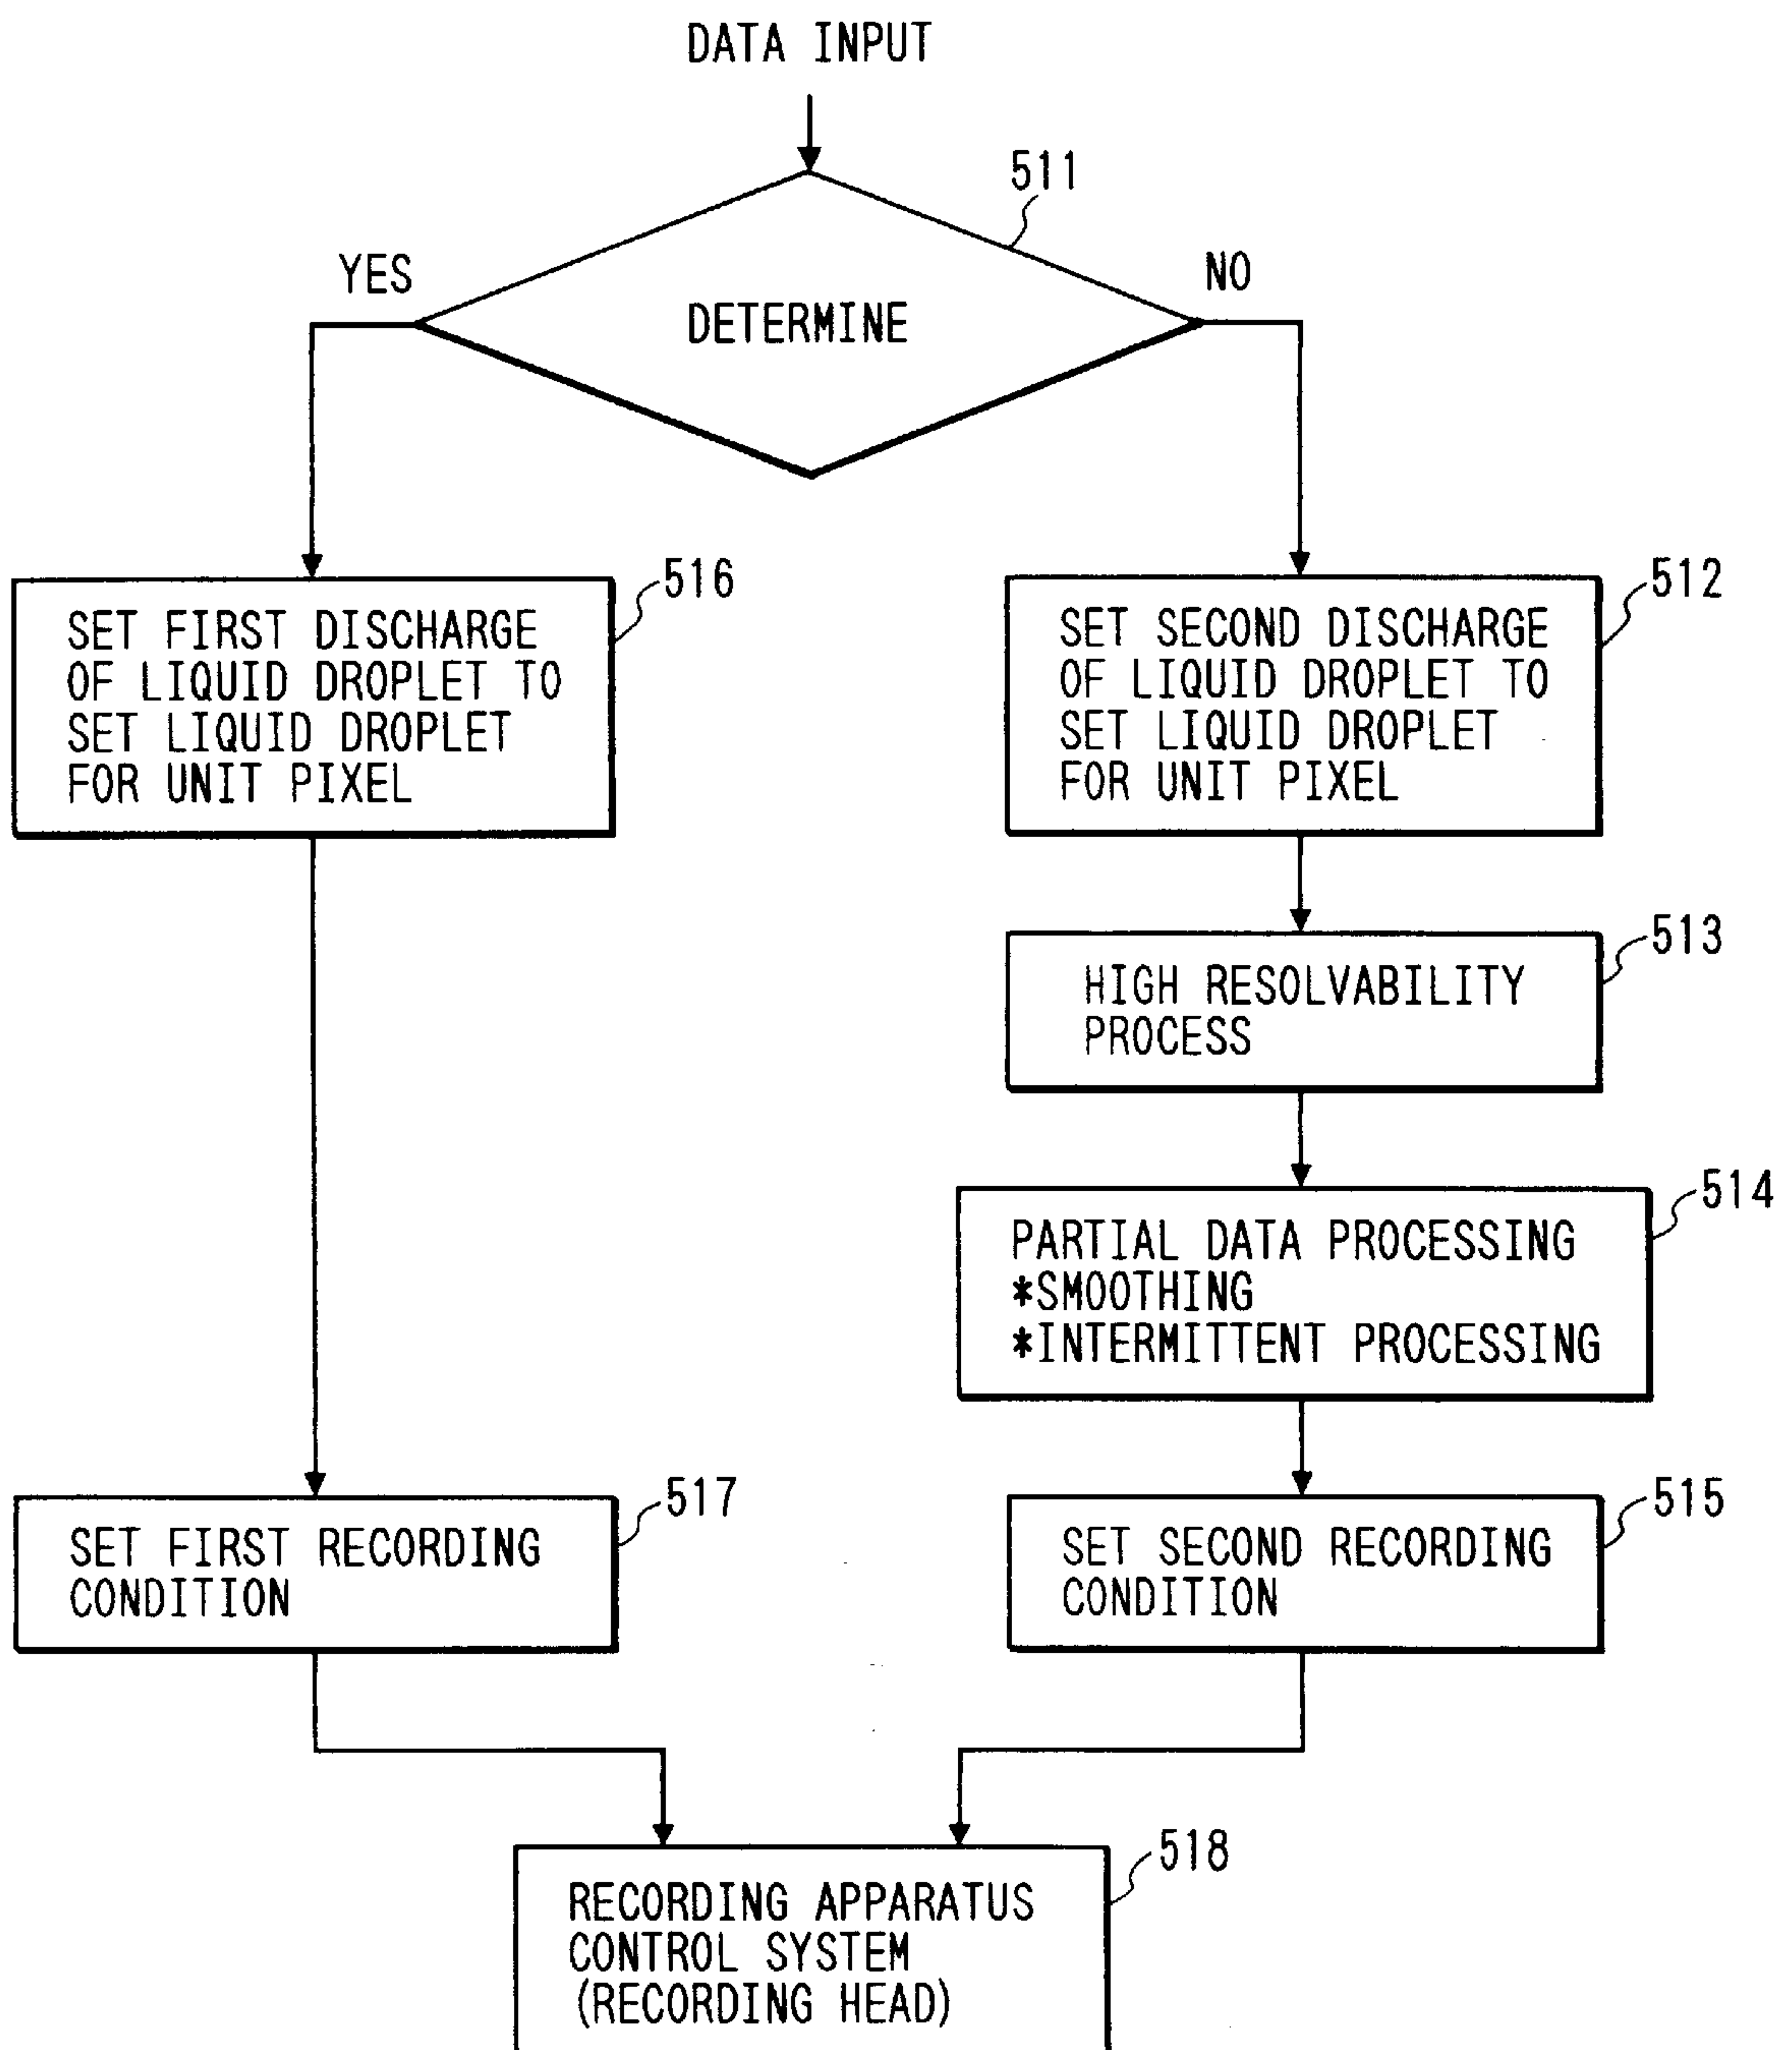 DATA INPUT
511
YES
NO
DETERMINE
516
SET FIRST DISCHARGE
OF LIQUID DROPLET TO
SET LIQUID DROPLET
FOR UNIT PIXEL
512
SET SECOND DISCHARGE
OF LIQUID DROPLET TO
SET LIQUID DROPLET
FOR UNIT PIXEL
513
HIGH RESOLVABILITY
PROCESS
514
PARTIAL DATA PROCESSING
*SMOOTHING
*INTERMITTENT PROCESSING
517
SET FIRST RECORDING
CONDITION
515
SET SECOND RECORDING
CONDITION
518
RECORDING APPARATUS
CONTROL SYSTEM
(RECORDING HEAD)